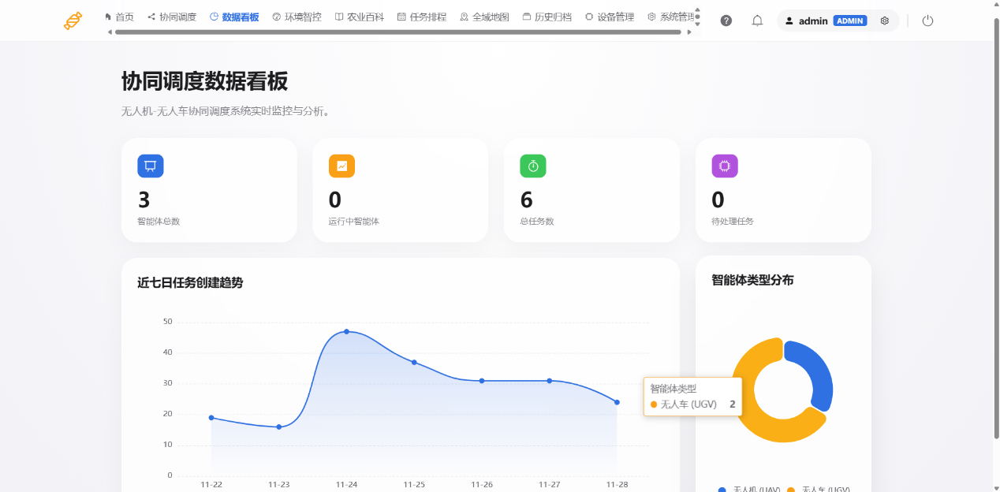 首页 协同调度 数据看板 环境智控 农业百科 任务排程 全域地图 历史归档 设备管理 系统管理 admin ADMIN
协同调度数据看板
无人机-无人车协同调度系统实时监控与分析。
3 0 6 0
智能体总数 运行中智能体 总任务数 待处理任务
近七日任务创建趋势
智能体类型分布
50
40
30
20
10
0
11-22 11-23 11-24 11-25 11-26 11-27 11-28
智能体类型
无人车 (UGV) 2
无人机 (UAV) 无人车 (UGV)